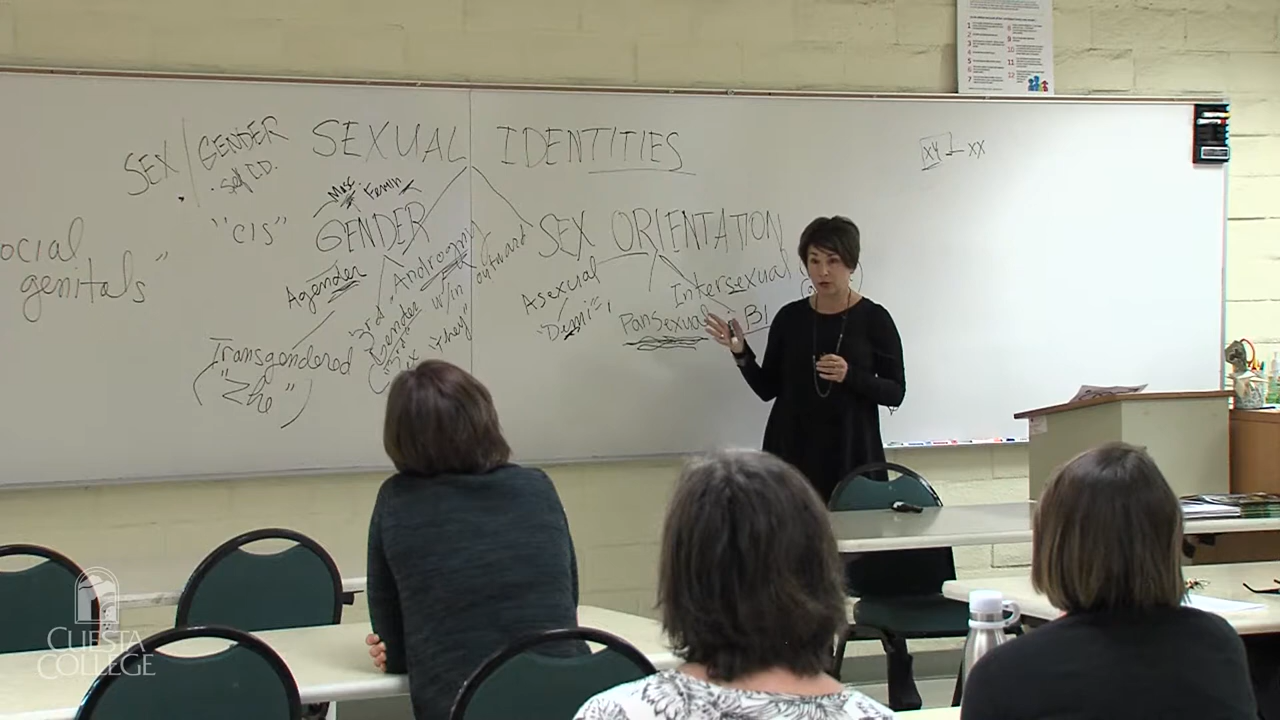 SEX / GENDER
self I.D.
SEXUAL IDENTITIES
XY – XX
Masc. Femin
"CIS"
GENDER
SEX ORIENTATION
ocial
genitals"
Agender
Androgyny
outward
w/in
Asexual
"Demi"
Intersexual
Pansexual
BI
3rd
Gender
"They"
Transgendered
("Zhe")
CUESTA
COLLEGE